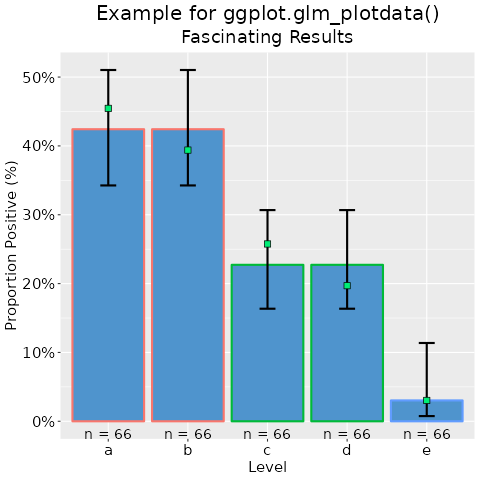 Example for ggplot.glm_plotdata()
Fascinating Results
Proportion Positive (%)
50%
40%
30%
20%
10%
0%
n = 66 n = 66 n = 66 n = 66 n = 66
a b c d e
Level